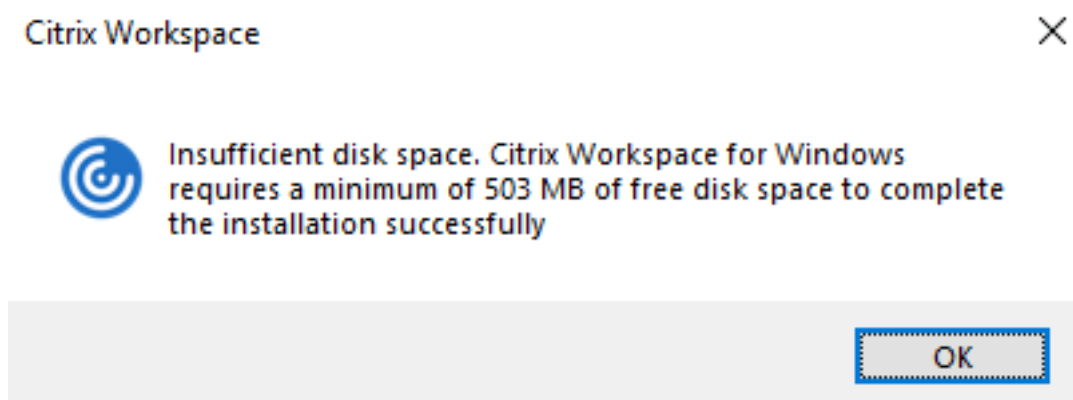 Citrix Workspace
Insufficient disk space. Citrix Workspace for Windows
requires a minimum of 503 MB of free disk space to complete
the installation successfully
OK